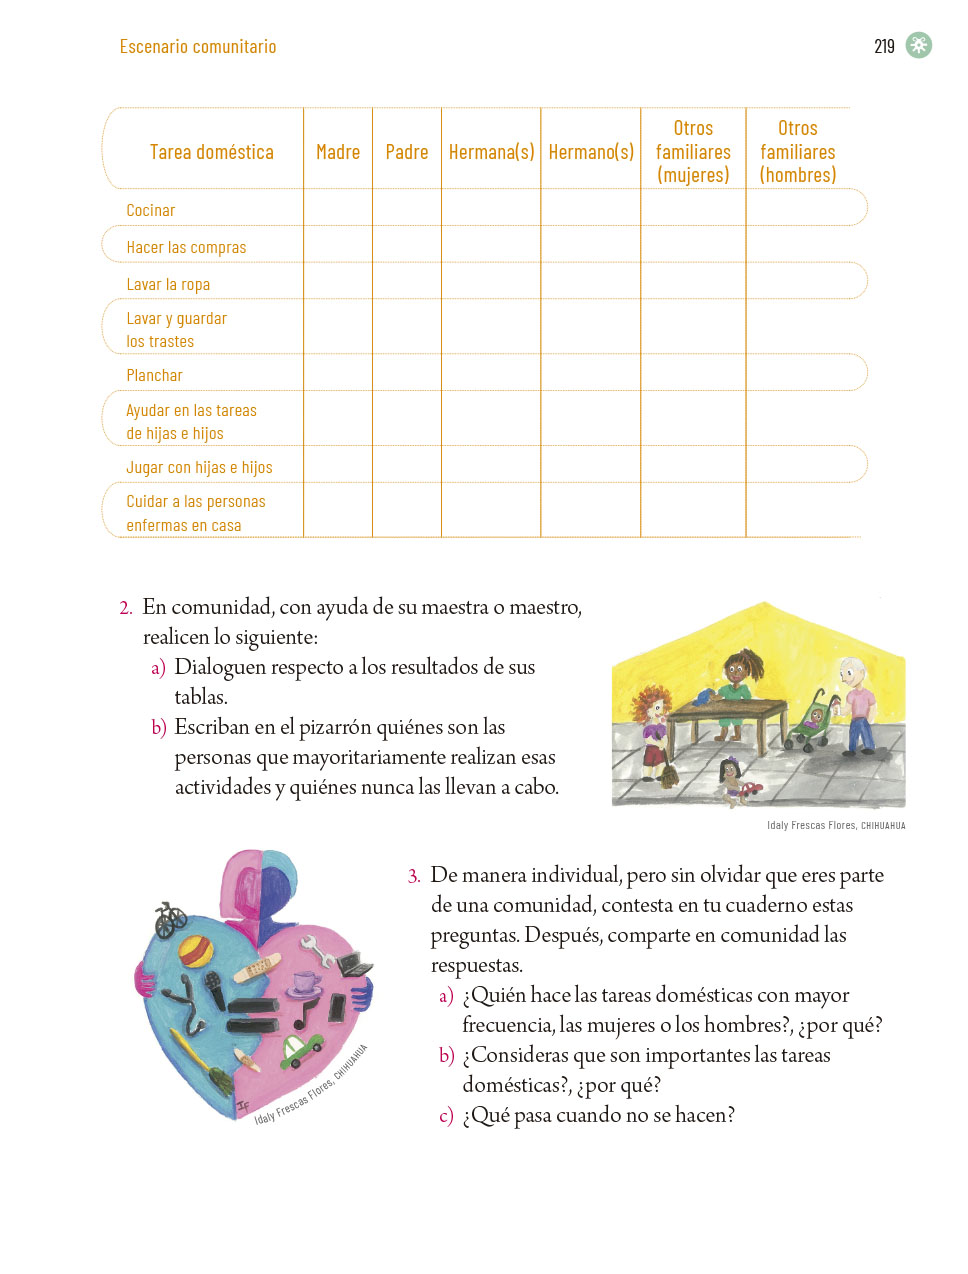 Escenario comunitario
219
Tarea doméstica
Madre
Padre
Hermana(s)
Hermano(s)
Otros
familiares
(mujeres)
Otros
familiares
(hombres)
Cocinar
Hacer las compras
Lavar la ropa
Lavar y guardar
los trastes
Planchar
Ayudar en las tareas
de hijas e hijos
Jugar con hijas e hijos
Cuidar a las personas
enfermas en casa
2. En comunidad, con ayuda de su maestra o maestro,
realicen lo siguiente:
a) Dialoguen respecto a los resultados de sus
tablas.
b) Escriban en el pizarrón quiénes son las
personas que mayoritariamente realizan esas
actividades y quiénes nunca las llevan a cabo.
Idaly Frescas Flores, CHIHUAHUA
3. De manera individual, pero sin olvidar que eres parte
de una comunidad, contesta en tu cuaderno estas
preguntas. Después, comparte en comunidad las
respuestas.
a) ¿Quién hace las tareas domésticas con mayor
frecuencia, las mujeres o los hombres?, ¿por qué?
b) ¿Consideras que son importantes las tareas
domésticas?, ¿por qué?
c) ¿Qué pasa cuando no se hacen?
IF
Idaly Frescas Flores, CHIHUAHUA